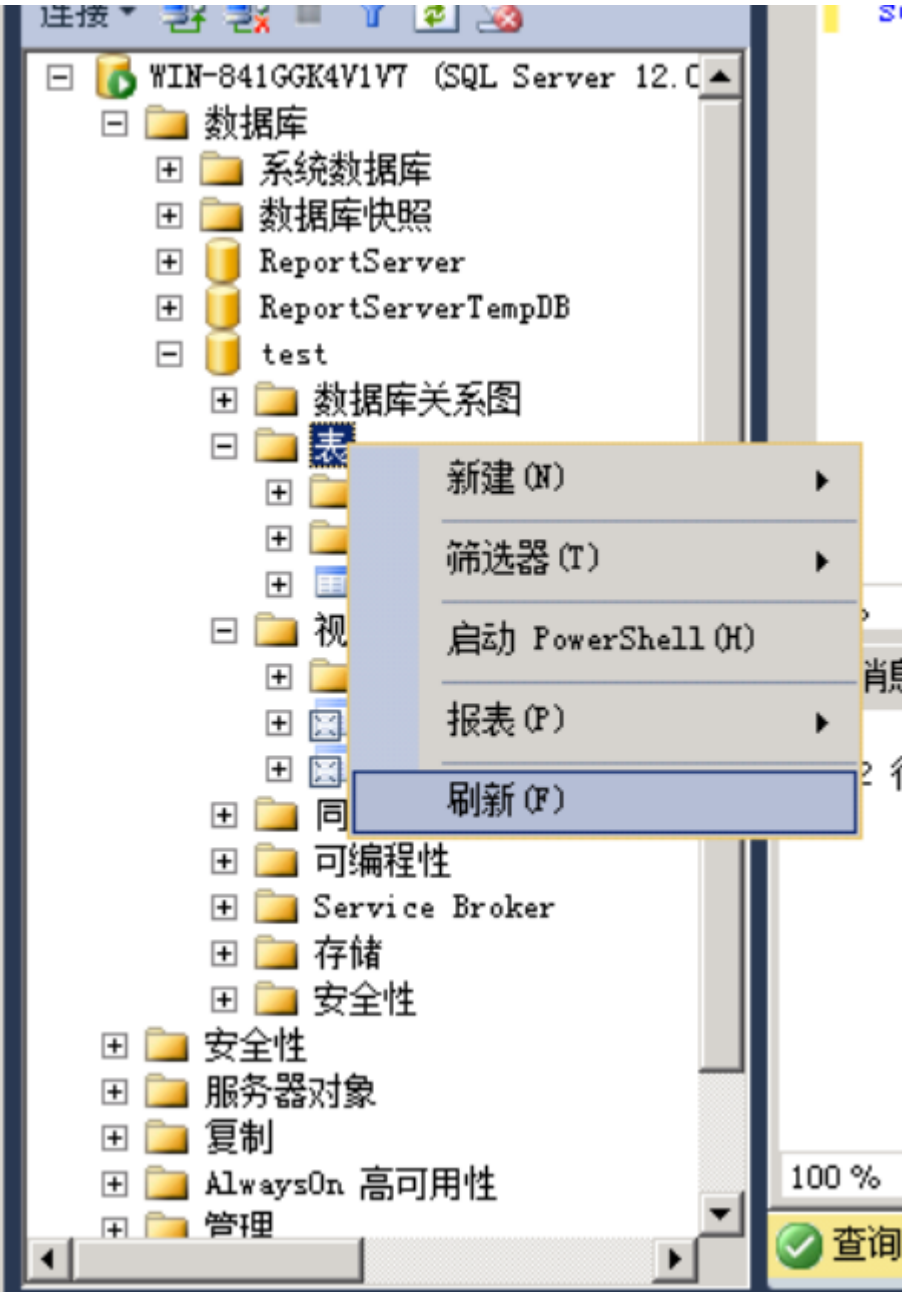 连接
WIN-841GGK4V1V7 (SQL Server 12.0
数据库
系统数据库
数据库快照
ReportServer
ReportServerTempDB
test
数据库关系图
表
新建(N)
筛选器(T)
视
启动 PowerShell(H)
消息
报表(P)
2 行
刷新(F)
同
可编程性
Service Broker
存储
安全性
安全性
服务器对象
复制
AlwaysOn 高可用性
100 %
管理
查询